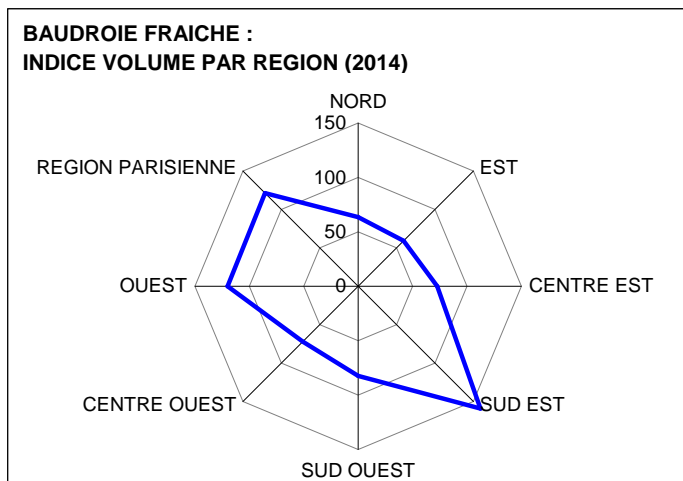 BAUDROIE FRAICHE :
INDICE VOLUME PAR REGION (2014)
NORD
150
REGION PARISIENNE
EST
100
50
OUEST
0
CENTRE EST
CENTRE OUEST
SUD EST
SUD OUEST